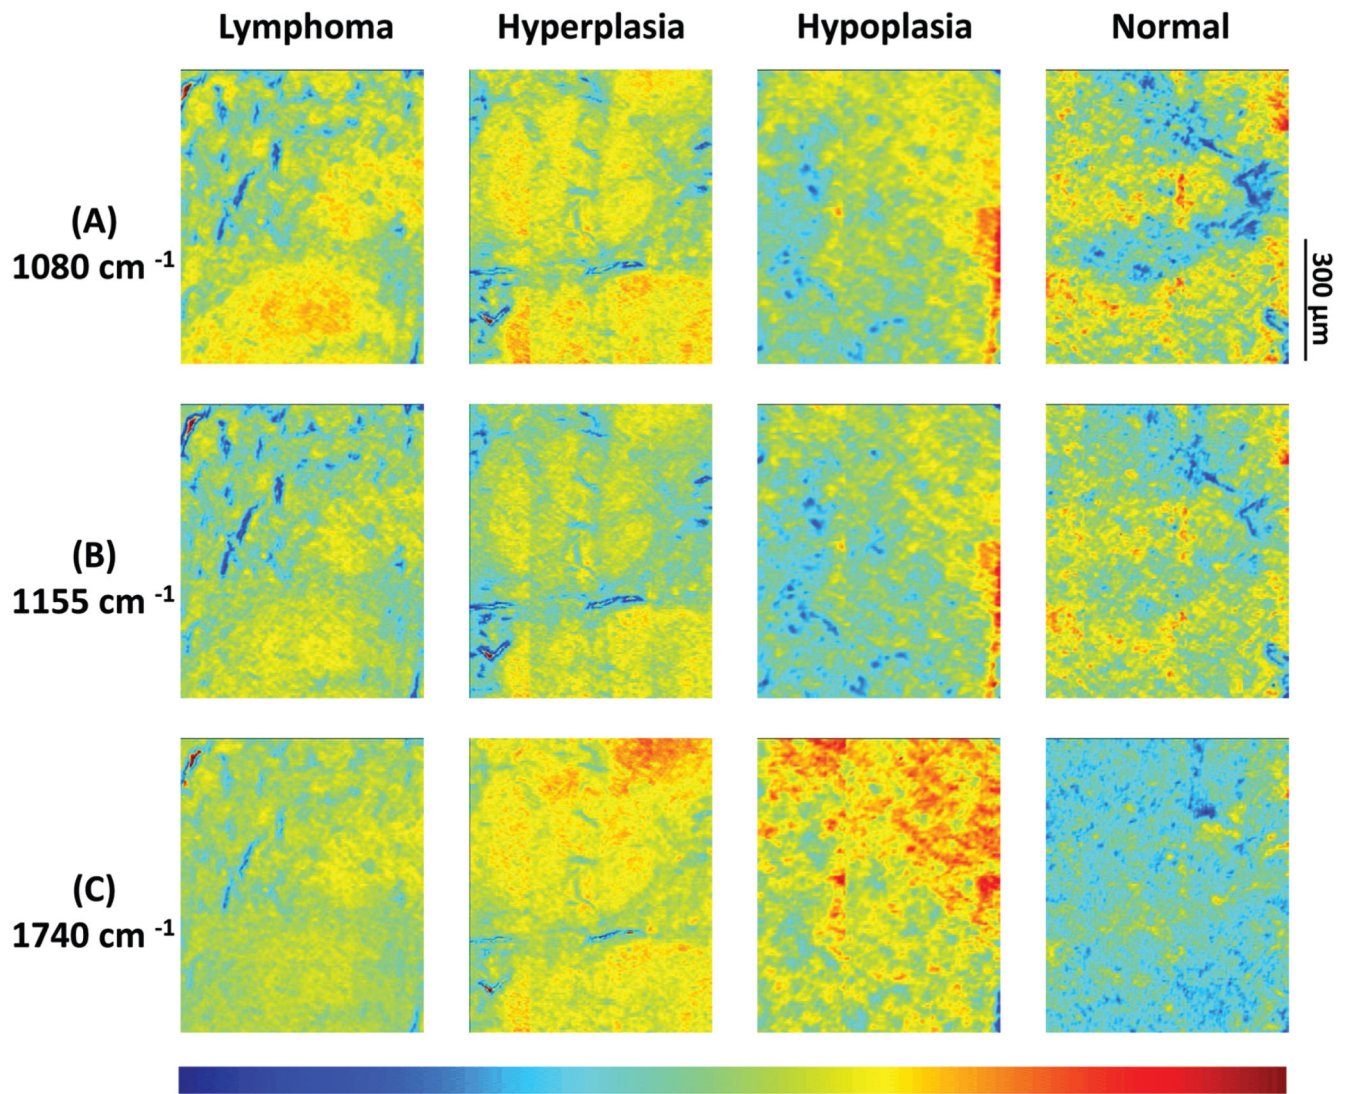 Lymphoma Hyperplasia Hypoplasia Normal
(A)
1080 cm -1
300 µm
(B)
1155 cm -1
(C)
1740 cm -1